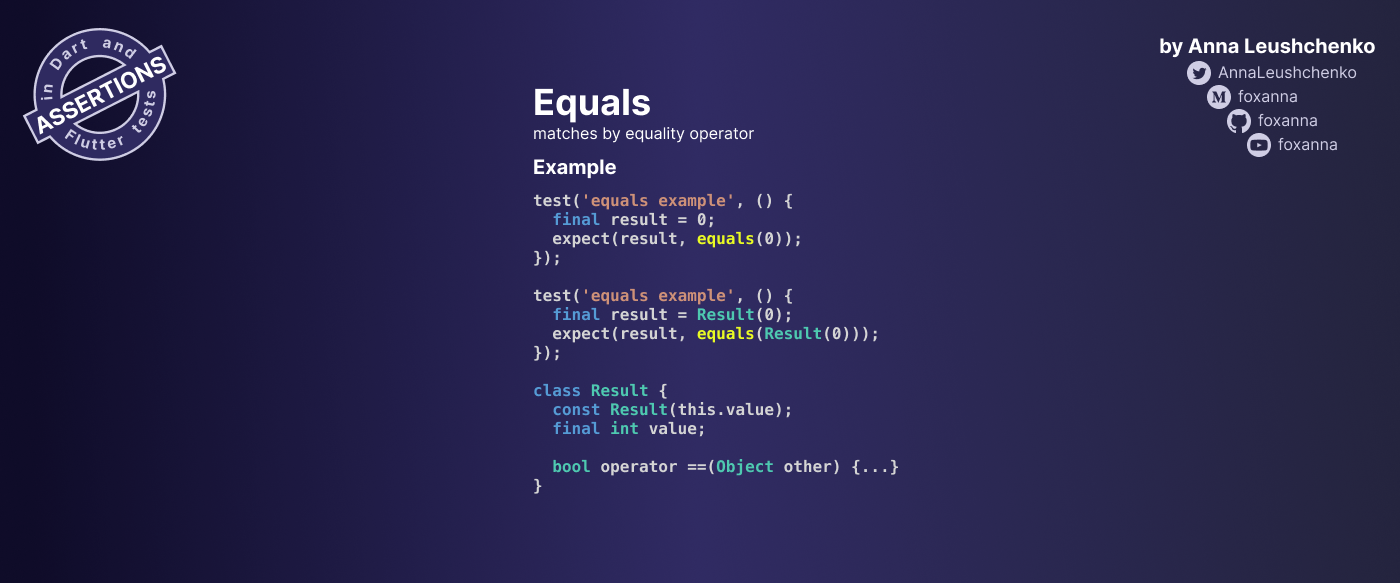 in Dart and
ASSERTIONS
Flutter tests
by Anna Leushchenko
AnnaLeushchenko
foxanna
foxanna
foxanna
Equals
matches by equality operator
Example
test('equals example', () {
  final result = 0;
  expect(result, equals(0));
});
test('equals example', () {
  final result = Result(0);
  expect(result, equals(Result(0)));
});
class Result {
  const Result(this.value);
  final int value;
  bool operator ==(Object other) {...}
}